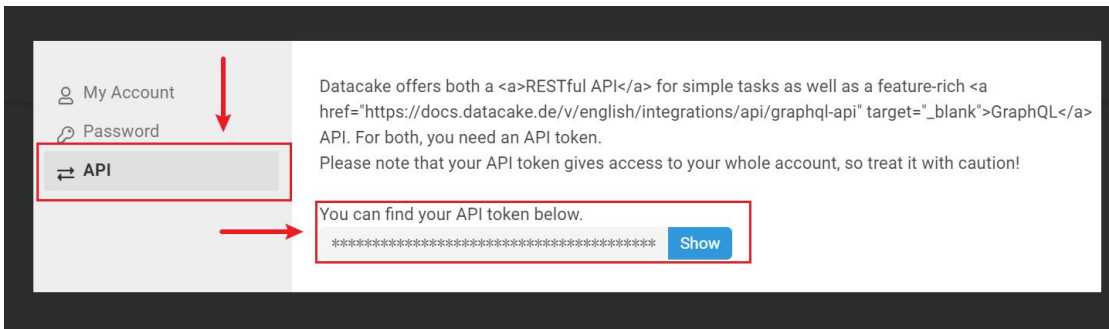 My Account
Password
API
Datacake offers both a <a>RESTful API</a> for simple tasks as well as a feature-rich <a
href="https://docs.datacake.de/v/english/integrations/api/graphql-api" target="_blank">GraphQL</a>
API. For both, you need an API token.
Please note that your API token gives access to your whole account, so treat it with caution!
You can find your API token below.
**************************************** Show